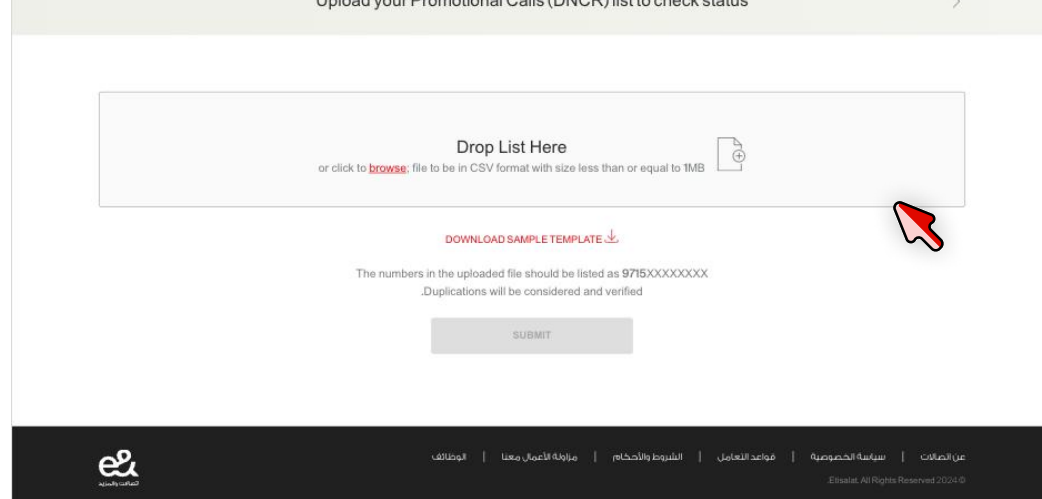 Upload your Promotional Calls (DNCR) list to check status
Drop List Here
or click to browse; file to be in CSV format with size less than or equal to 1MB
DOWNLOAD SAMPLE TEMPLATE
The numbers in the uploaded file should be listed as 9715XXXXXXXX
.Duplications will be considered and verified
SUBMIT
عن اتصالات | سياسة الخصوصية | قواعد التعامل | الشروط والأحكام | مزاولة الأعمال معنا | الوظائف
e&
اتصالات والمزيد
.Etisalat. All Rights Reserved 2024 ©